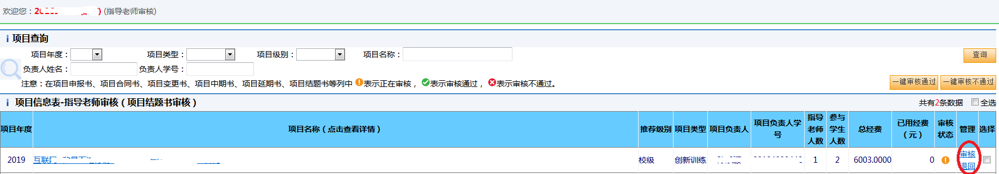 欢迎您：20 ) (指导老师审核)
项目查询
项目年度： 项目类型： 项目级别： 项目名称： 查询
负责人姓名： 负责人学号：
注意：在项目申报书、项目合同书、项目变更书、项目中期书、项目延期书、项目结题书等列中 表示正在审核， 表示审核通过， 表示审核不通过。 一键审核通过 一键审核不通过
项目信息表-指导老师审核（项目结题书审核） 共有2条数据 全选
项目年度 项目名称（点击查看详情） 推荐级别 项目类型 项目负责人 项目负责人学号 指导老师人数 参与学生人数 总经费 已用经费（元） 审核状态 管理 选择
2019 互联网 校级 创新训练 1 2 6003.0000 0 审核
退回